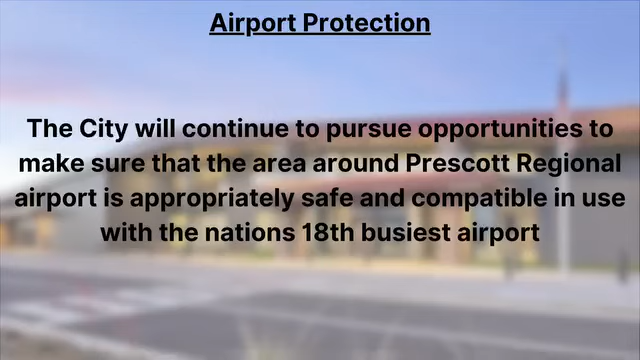 Airport Protection
The City will continue to pursue opportunities to
make sure that the area around Prescott Regional
airport is appropriately safe and compatible in use
with the nations 18th busiest airport